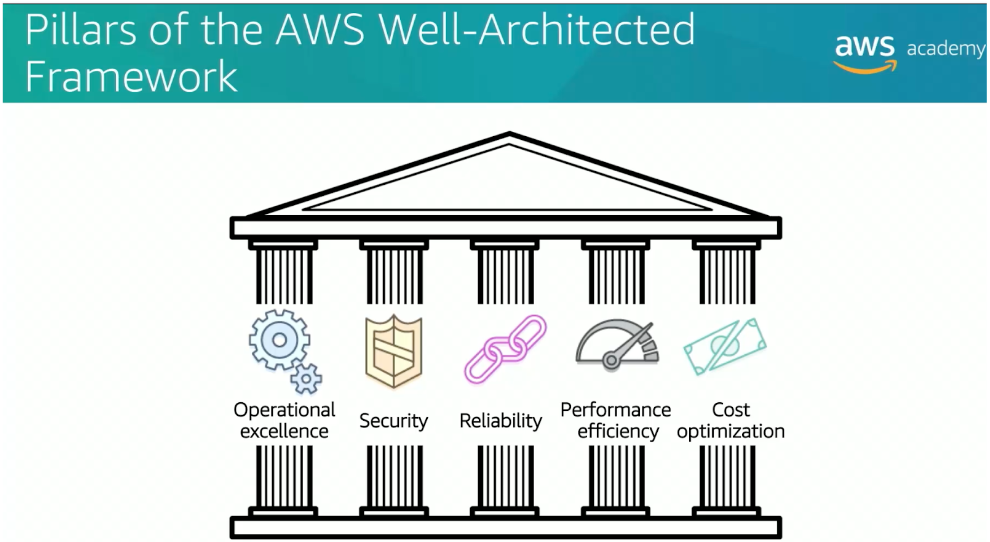 Pillars of the AWS Well-Architected
Framework
aws academy
Operational
excellence
Security
Reliability
Performance
efficiency
Cost
optimization